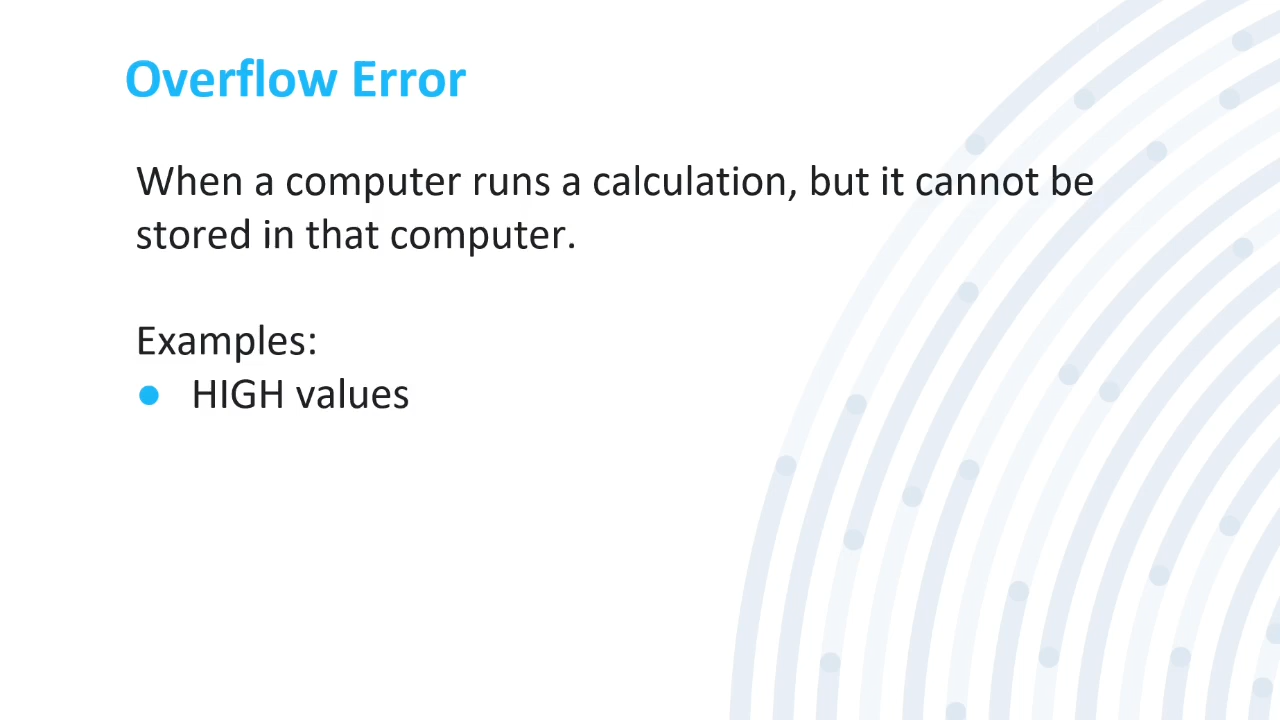 Overflow Error
When a computer runs a calculation, but it cannot be
stored in that computer.
Examples:
● HIGH values